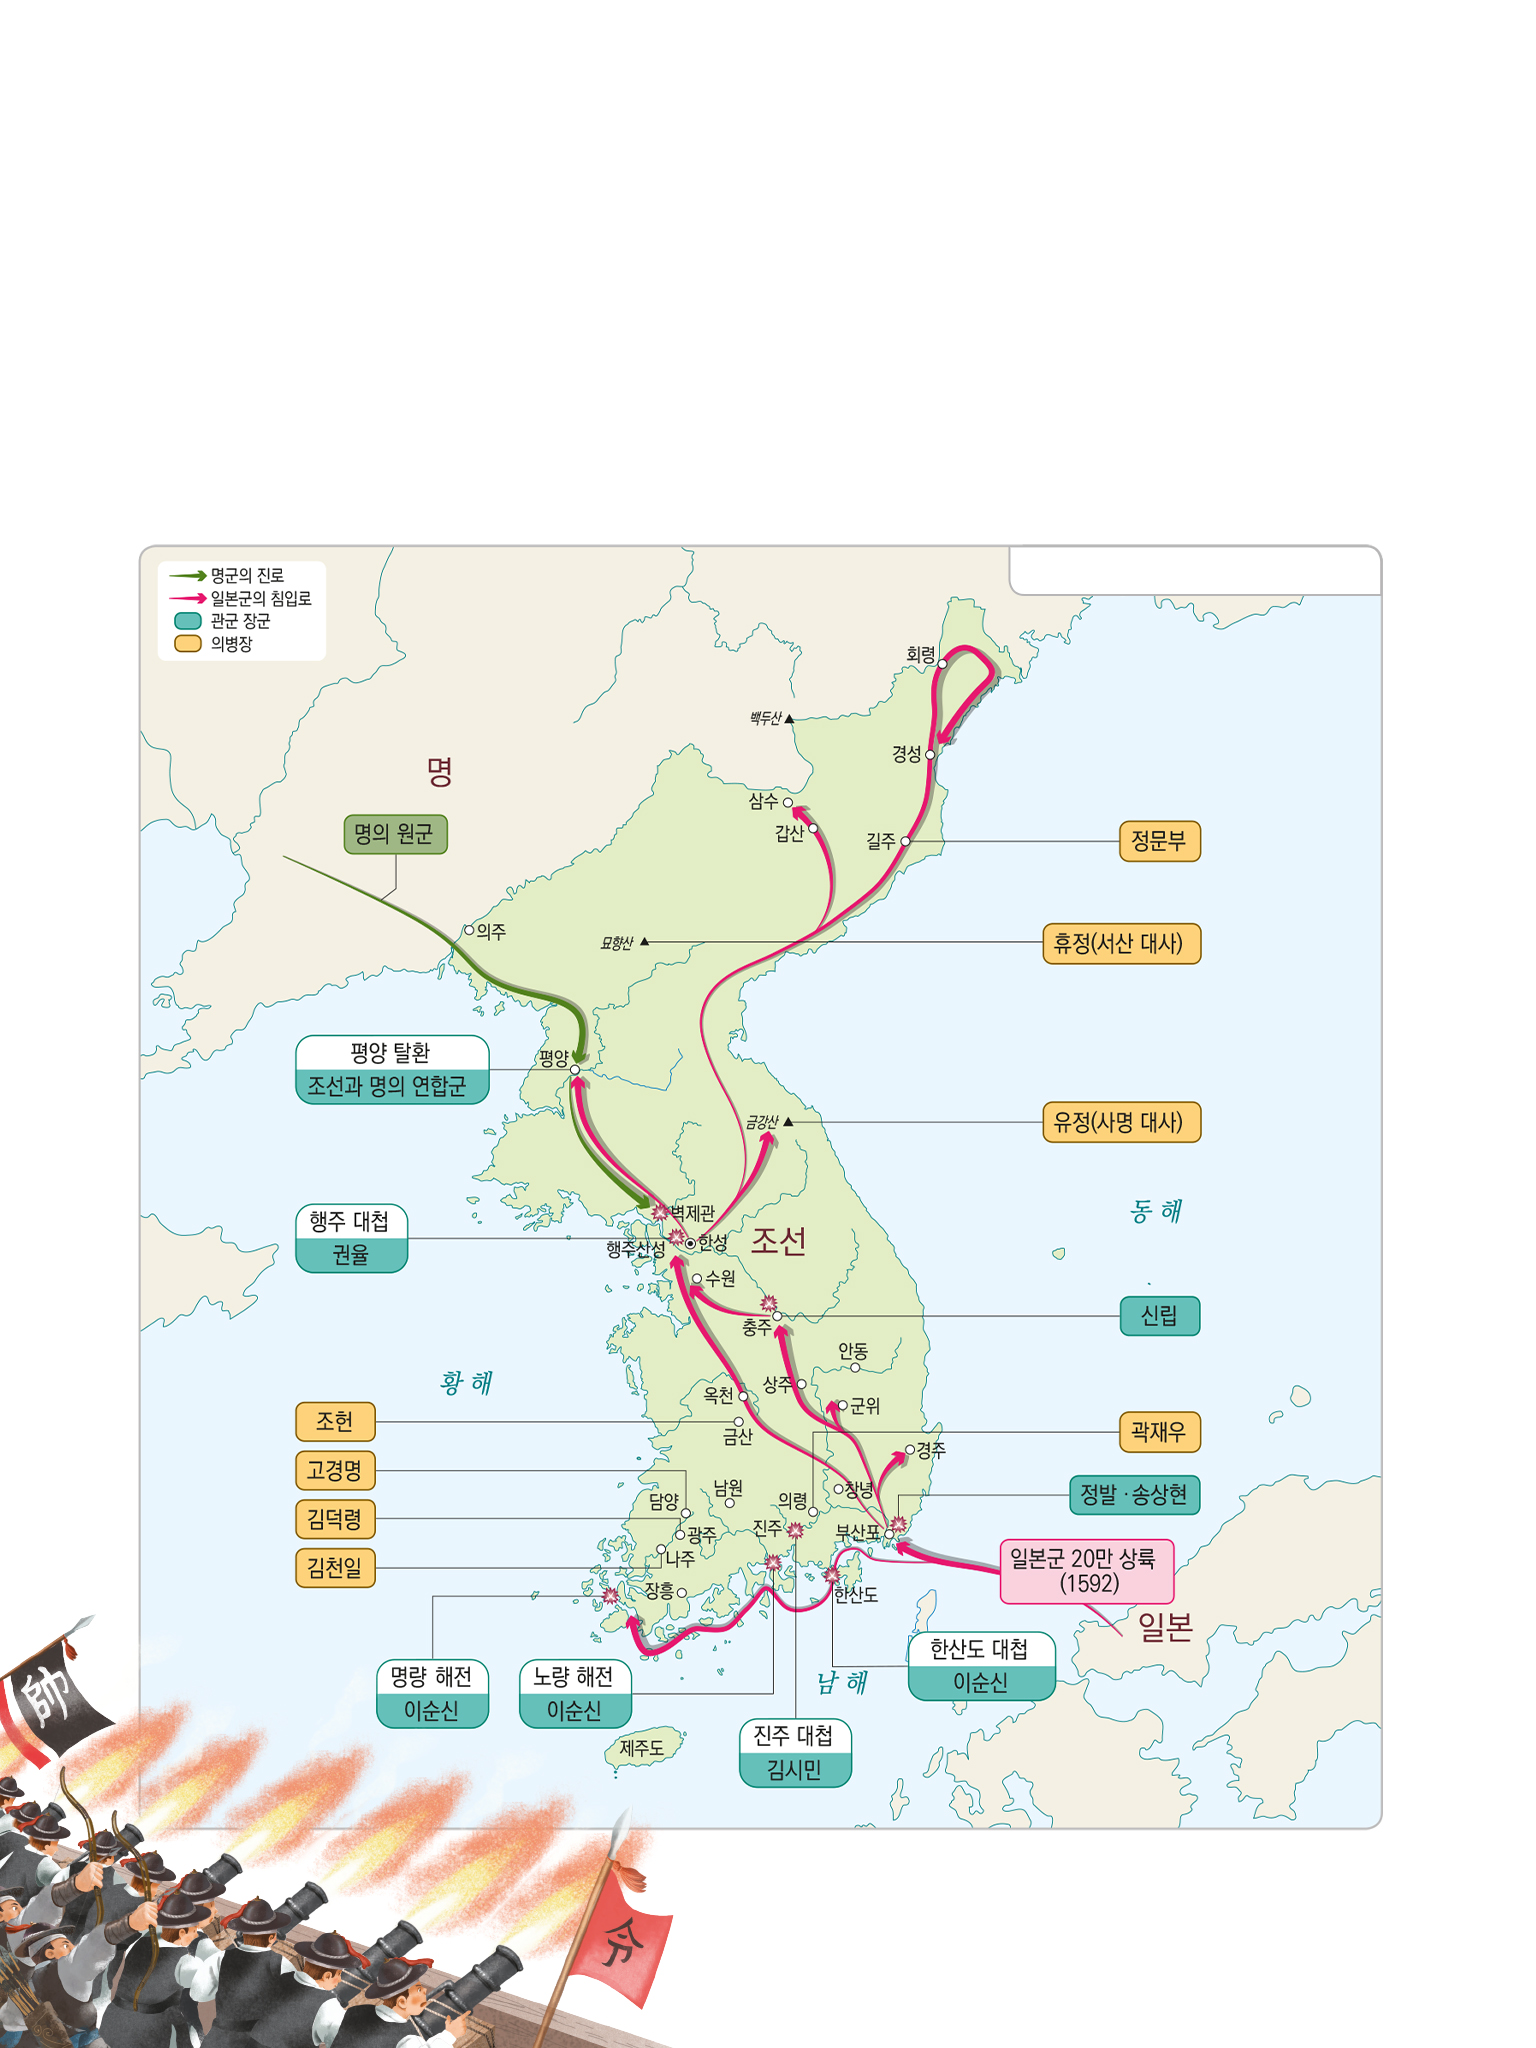 명군의 진로
일본군의 침입로
관군 장군
의병장
회령
백두산
경성
명
삼수
갑산
길주
정문부
명의 원군
의주
묘향산
휴정(서산 대사)
평양 탈환
조선과 명의 연합군
평양
금강산
유정(사명 대사)
동해
행주 대첩
권율
벽제관
행주산성
한성
조선
수원
충주
신립
안동
황해
상주
옥천
군위
조헌
금산
곽재우
경주
고경명
남원
담양
의령
창녕
정발·송상현
김덕령
광주
진주
부산포
김천일
나주
일본군 20만 상륙
(1592)
장흥
한산도
일본
명량 해전
이순신
노량 해전
이순신
남해
한산도 대첩
이순신
진주 대첩
김시민
제주도
帥
令